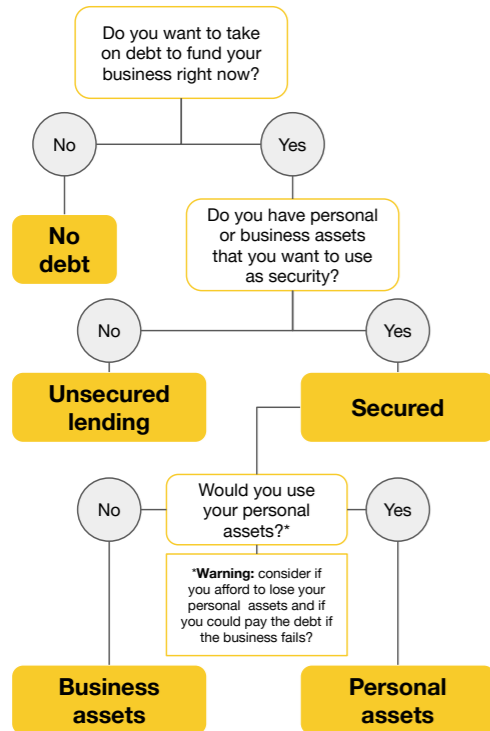 Do you want to take
on debt to fund your
business right now?
No
Yes
No
debt
Do you have personal
or business assets
that you want to use
as security?
No
Yes
Unsecured
lending
Secured
Would you use
your personal
assets?*
No
Yes
*Warning: consider if
you afford to lose your
personal assets and if
you could pay the debt if
the business fails?
Business
assets
Personal
assets